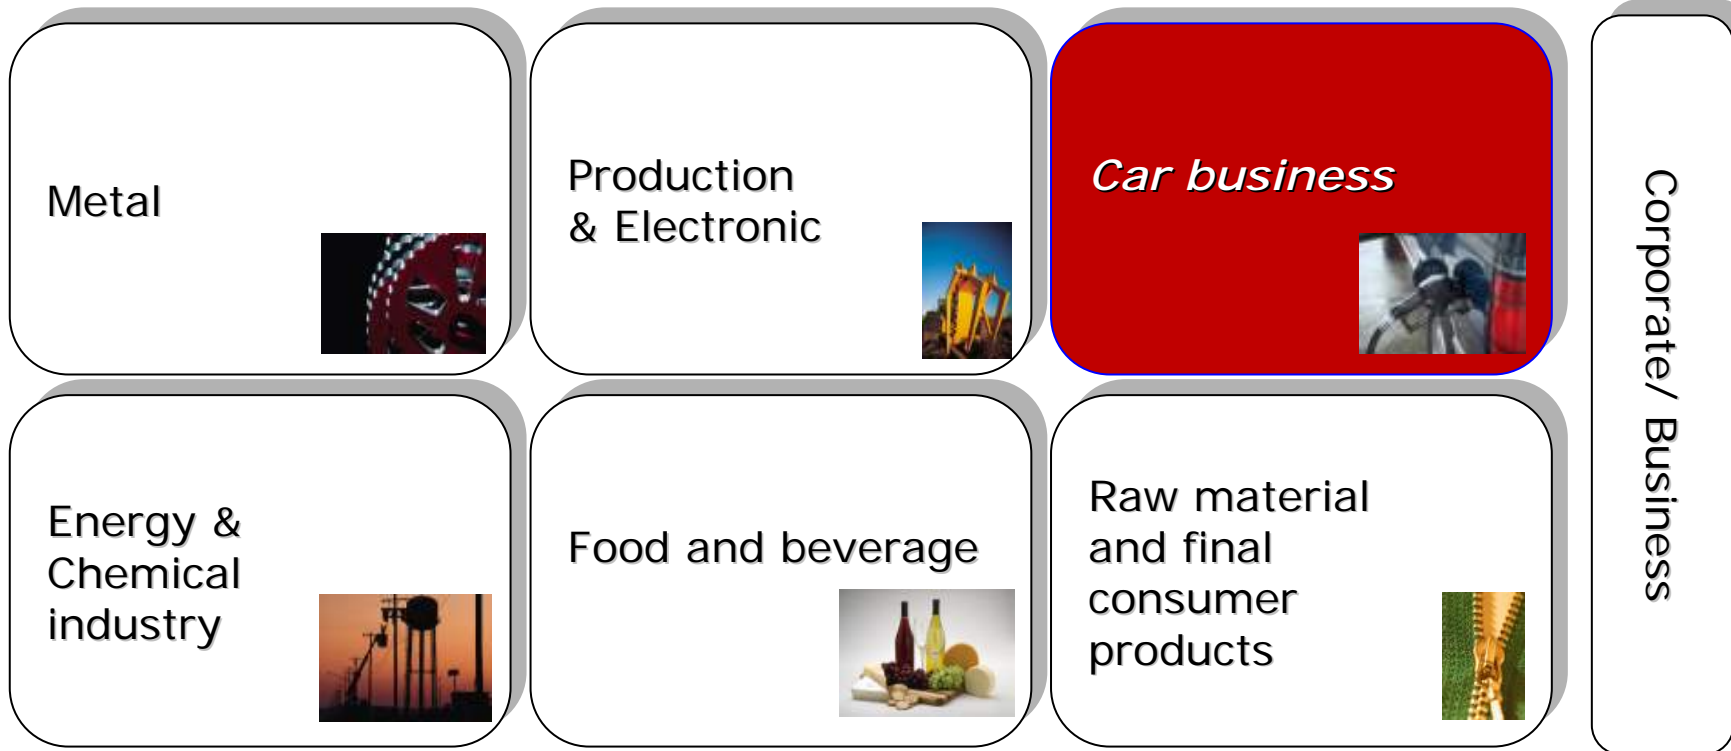 Metal
Production
& Electronic
Car business
Energy &
Chemical
industry
Food and beverage
Raw material
and final
consumer
products
Corporate/ Business